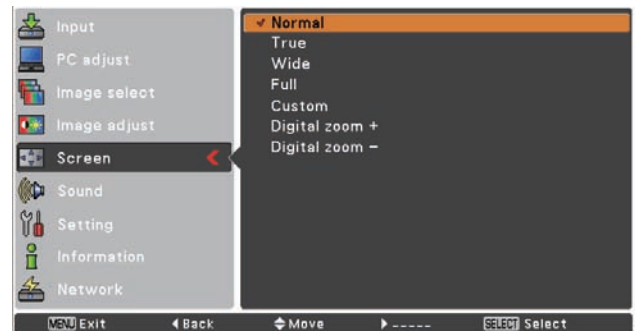 Input
PC adjust
Image select
Image adjust
Screen
Sound
Setting
Information
Network
Normal
True
Wide
Full
Custom
Digital zoom +
Digital zoom –
MENU Exit Back Move ----- SELECT Select